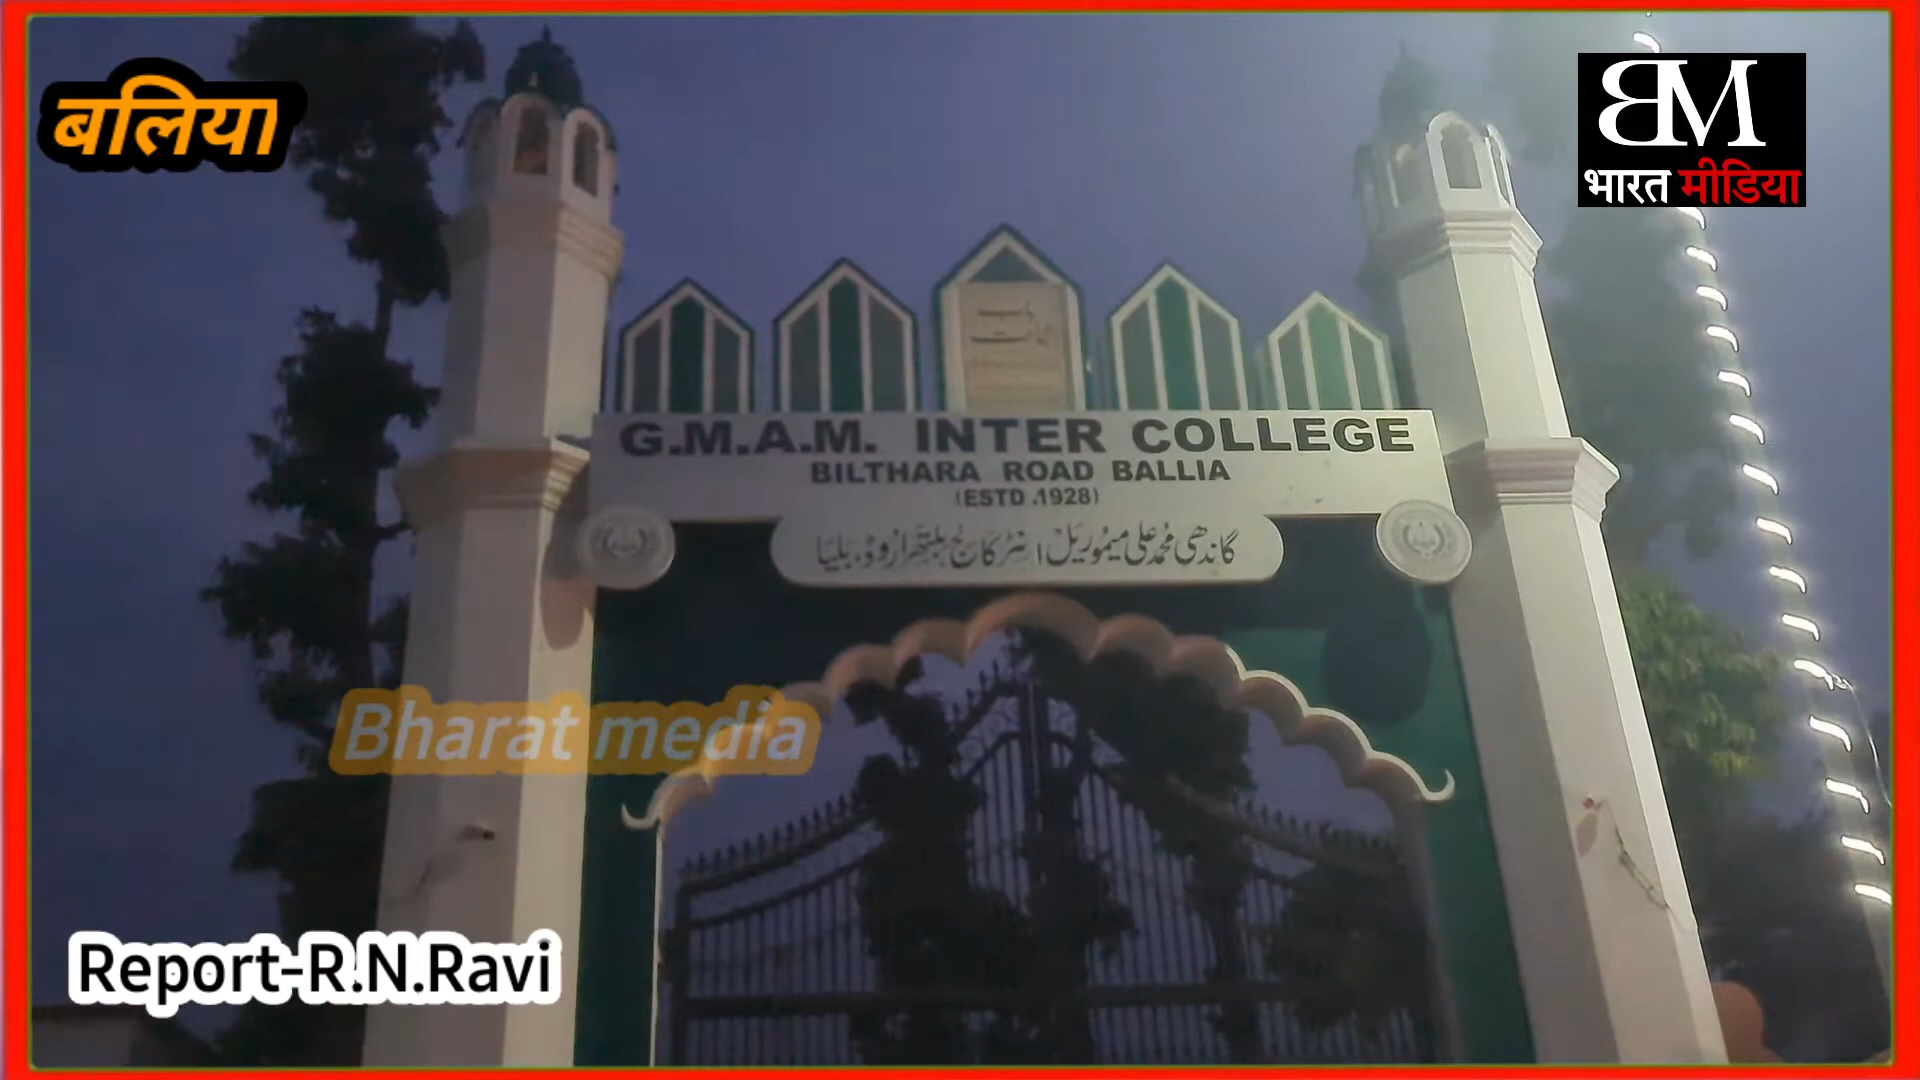 बलिया
BM
भारत मीडिया
G.M.A.M. INTER COLLEGE
BILTHARA ROAD BALLIA
(ESTD.1928)
گاندھی محمد علی میموریل انٹر کالج بلتھرا روڈ، بلیا
Bharat media
Report-R.N.Ravi